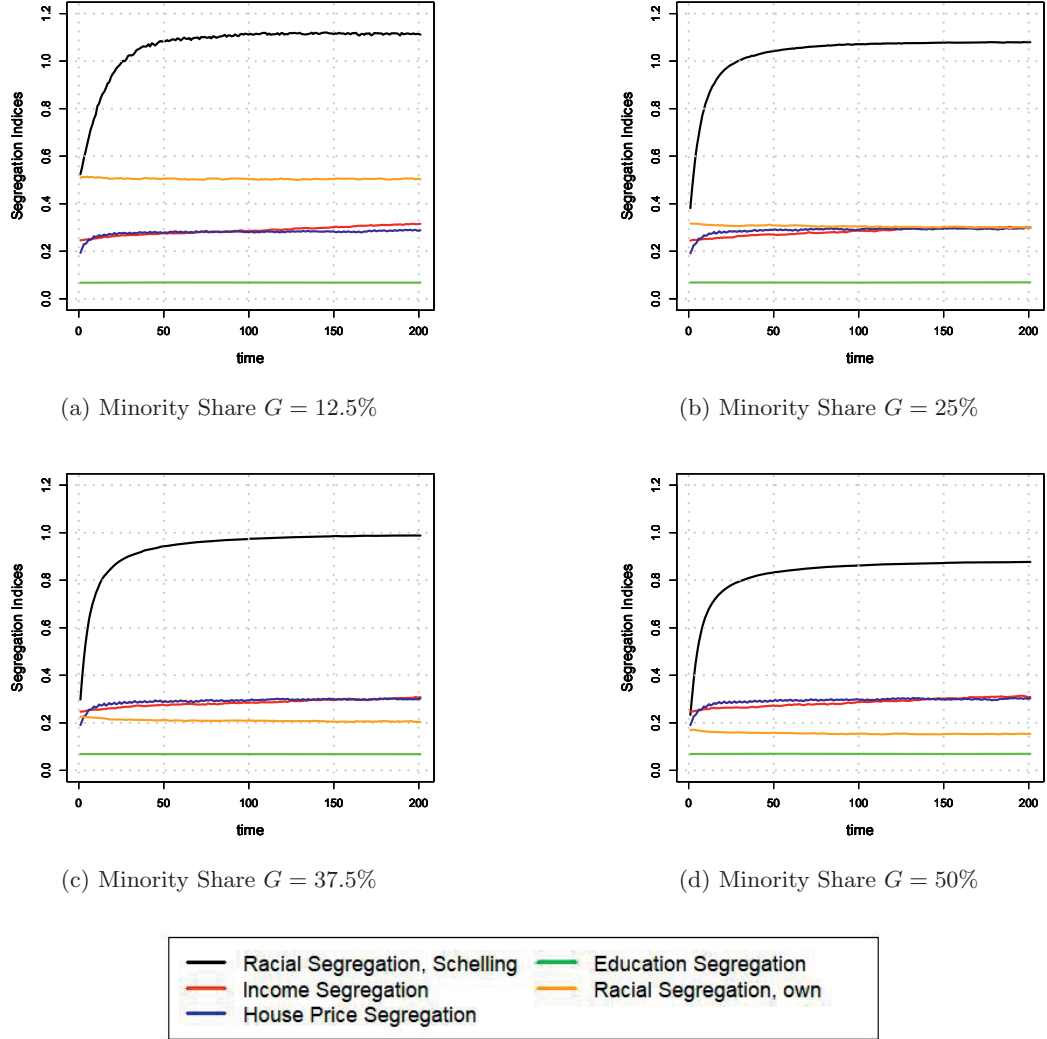 Segregation Indices
0.0 0.2 0.4 0.6 0.8 1.0 1.2
0 50 100 150 200
time
(a) Minority Share G = 12.5%
Segregation Indices
0.0 0.2 0.4 0.6 0.8 1.0 1.2
0 50 100 150 200
time
(b) Minority Share G = 25%
Segregation Indices
0.0 0.2 0.4 0.6 0.8 1.0 1.2
0 50 100 150 200
time
(c) Minority Share G = 37.5%
Segregation Indices
0.0 0.2 0.4 0.6 0.8 1.0 1.2
0 50 100 150 200
time
(d) Minority Share G = 50%
Racial Segregation, Schelling
Income Segregation
House Price Segregation
Education Segregation
Racial Segregation, own